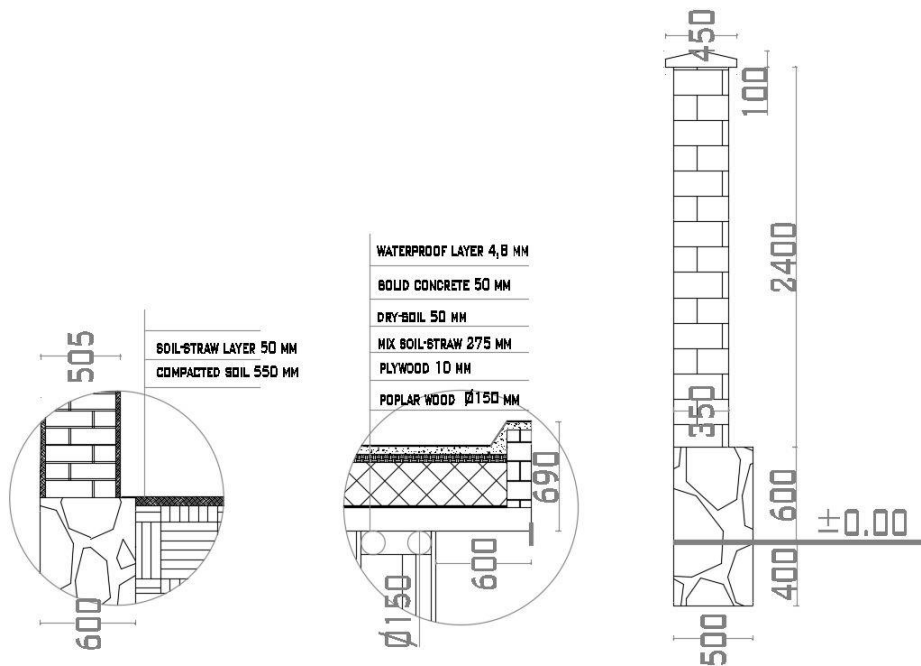 505
SOIL-STRAW LAYER 50 MM
COMPACTED SOIL 550 MM
600
WATERPROOF LAYER 4,8 MM
SOLID CONCRETE 50 MM
DRY-SOIL 50 MM
MIX SOIL-STRAW 275 MM
PLYWOOD 10 MM
POPLAR WOOD Ø150 MM
690
600
Ø150
450
100
2400
350
600
±0.00
400
500